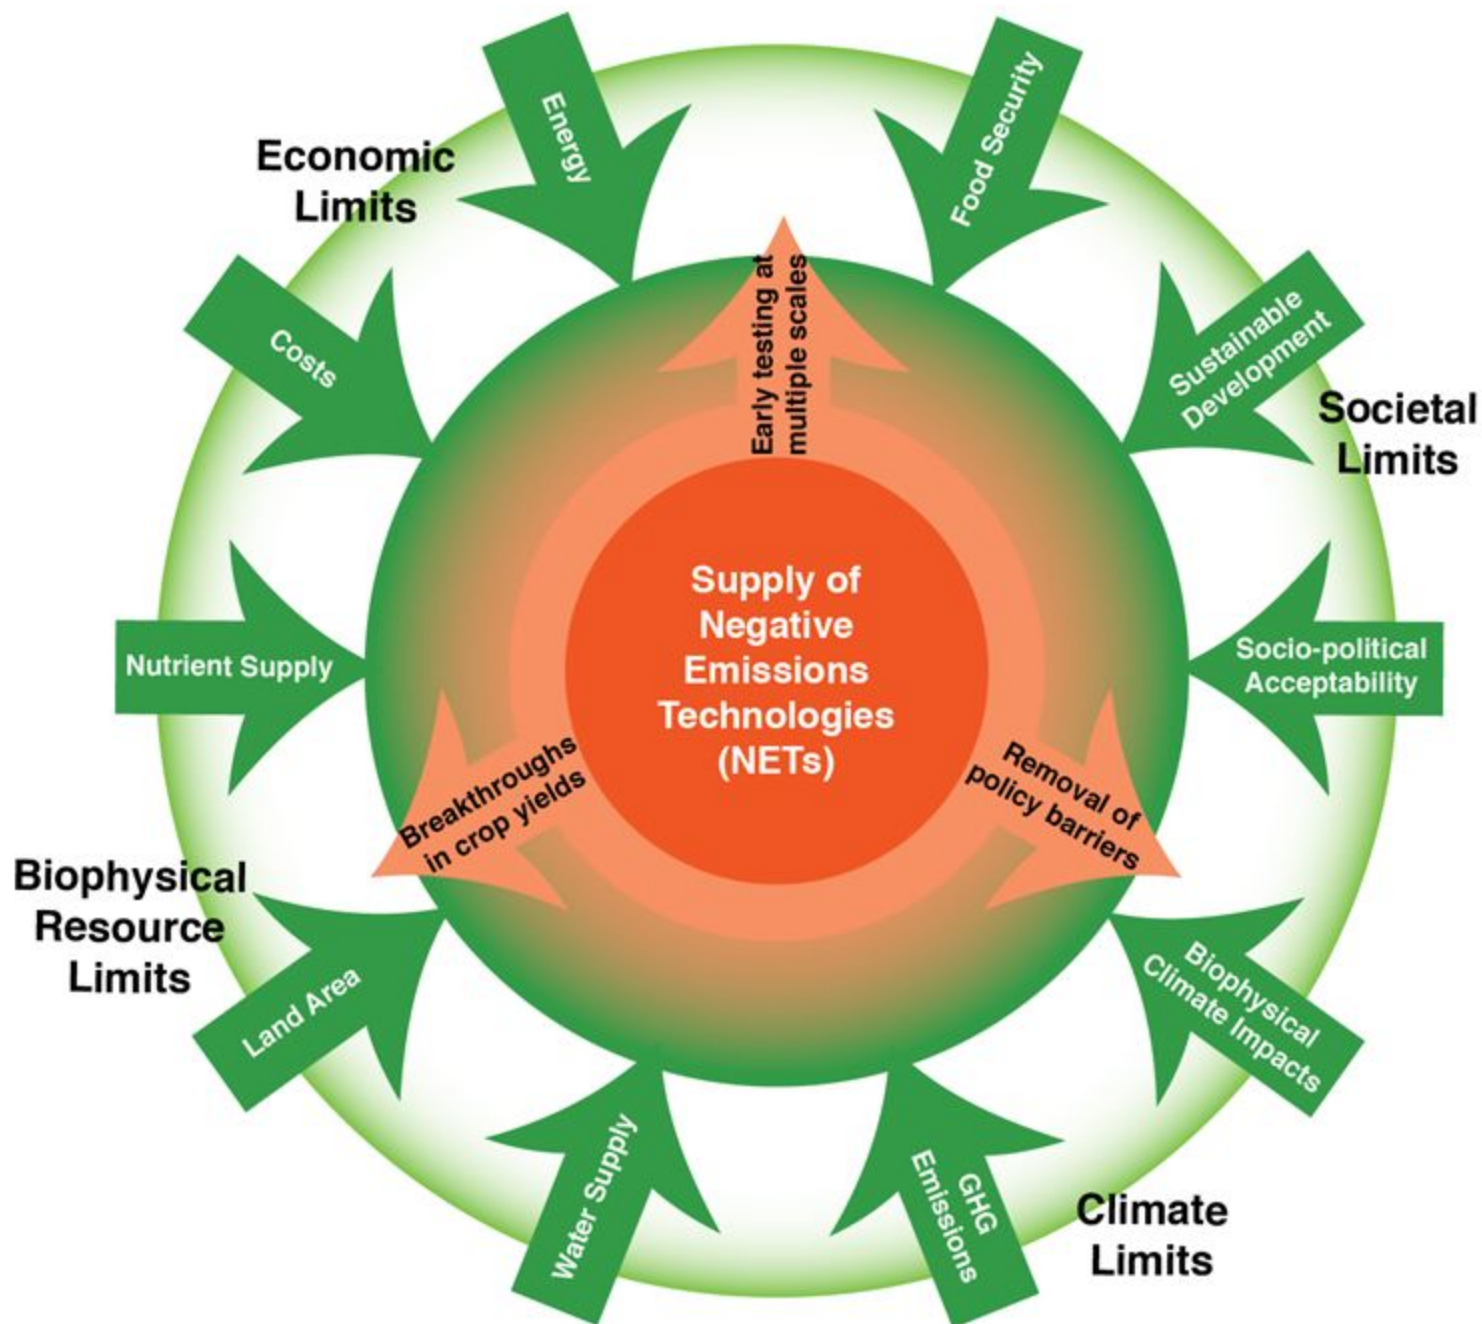 Energy
Food Security
Economic
Limits
Costs
Early testing at
multiple scales
Sustainable
Development
Societal
Limits
Supply of
Negative
Emissions
Technologies
(NETs)
Nutrient Supply
Socio-political
Acceptability
Breakthroughs
in crop yields
Removal of
policy barriers
Biophysical
Resource
Limits
Land Area
Biophysical
Climate Impacts
Water Supply
GHG
Emissions
Climate
Limits